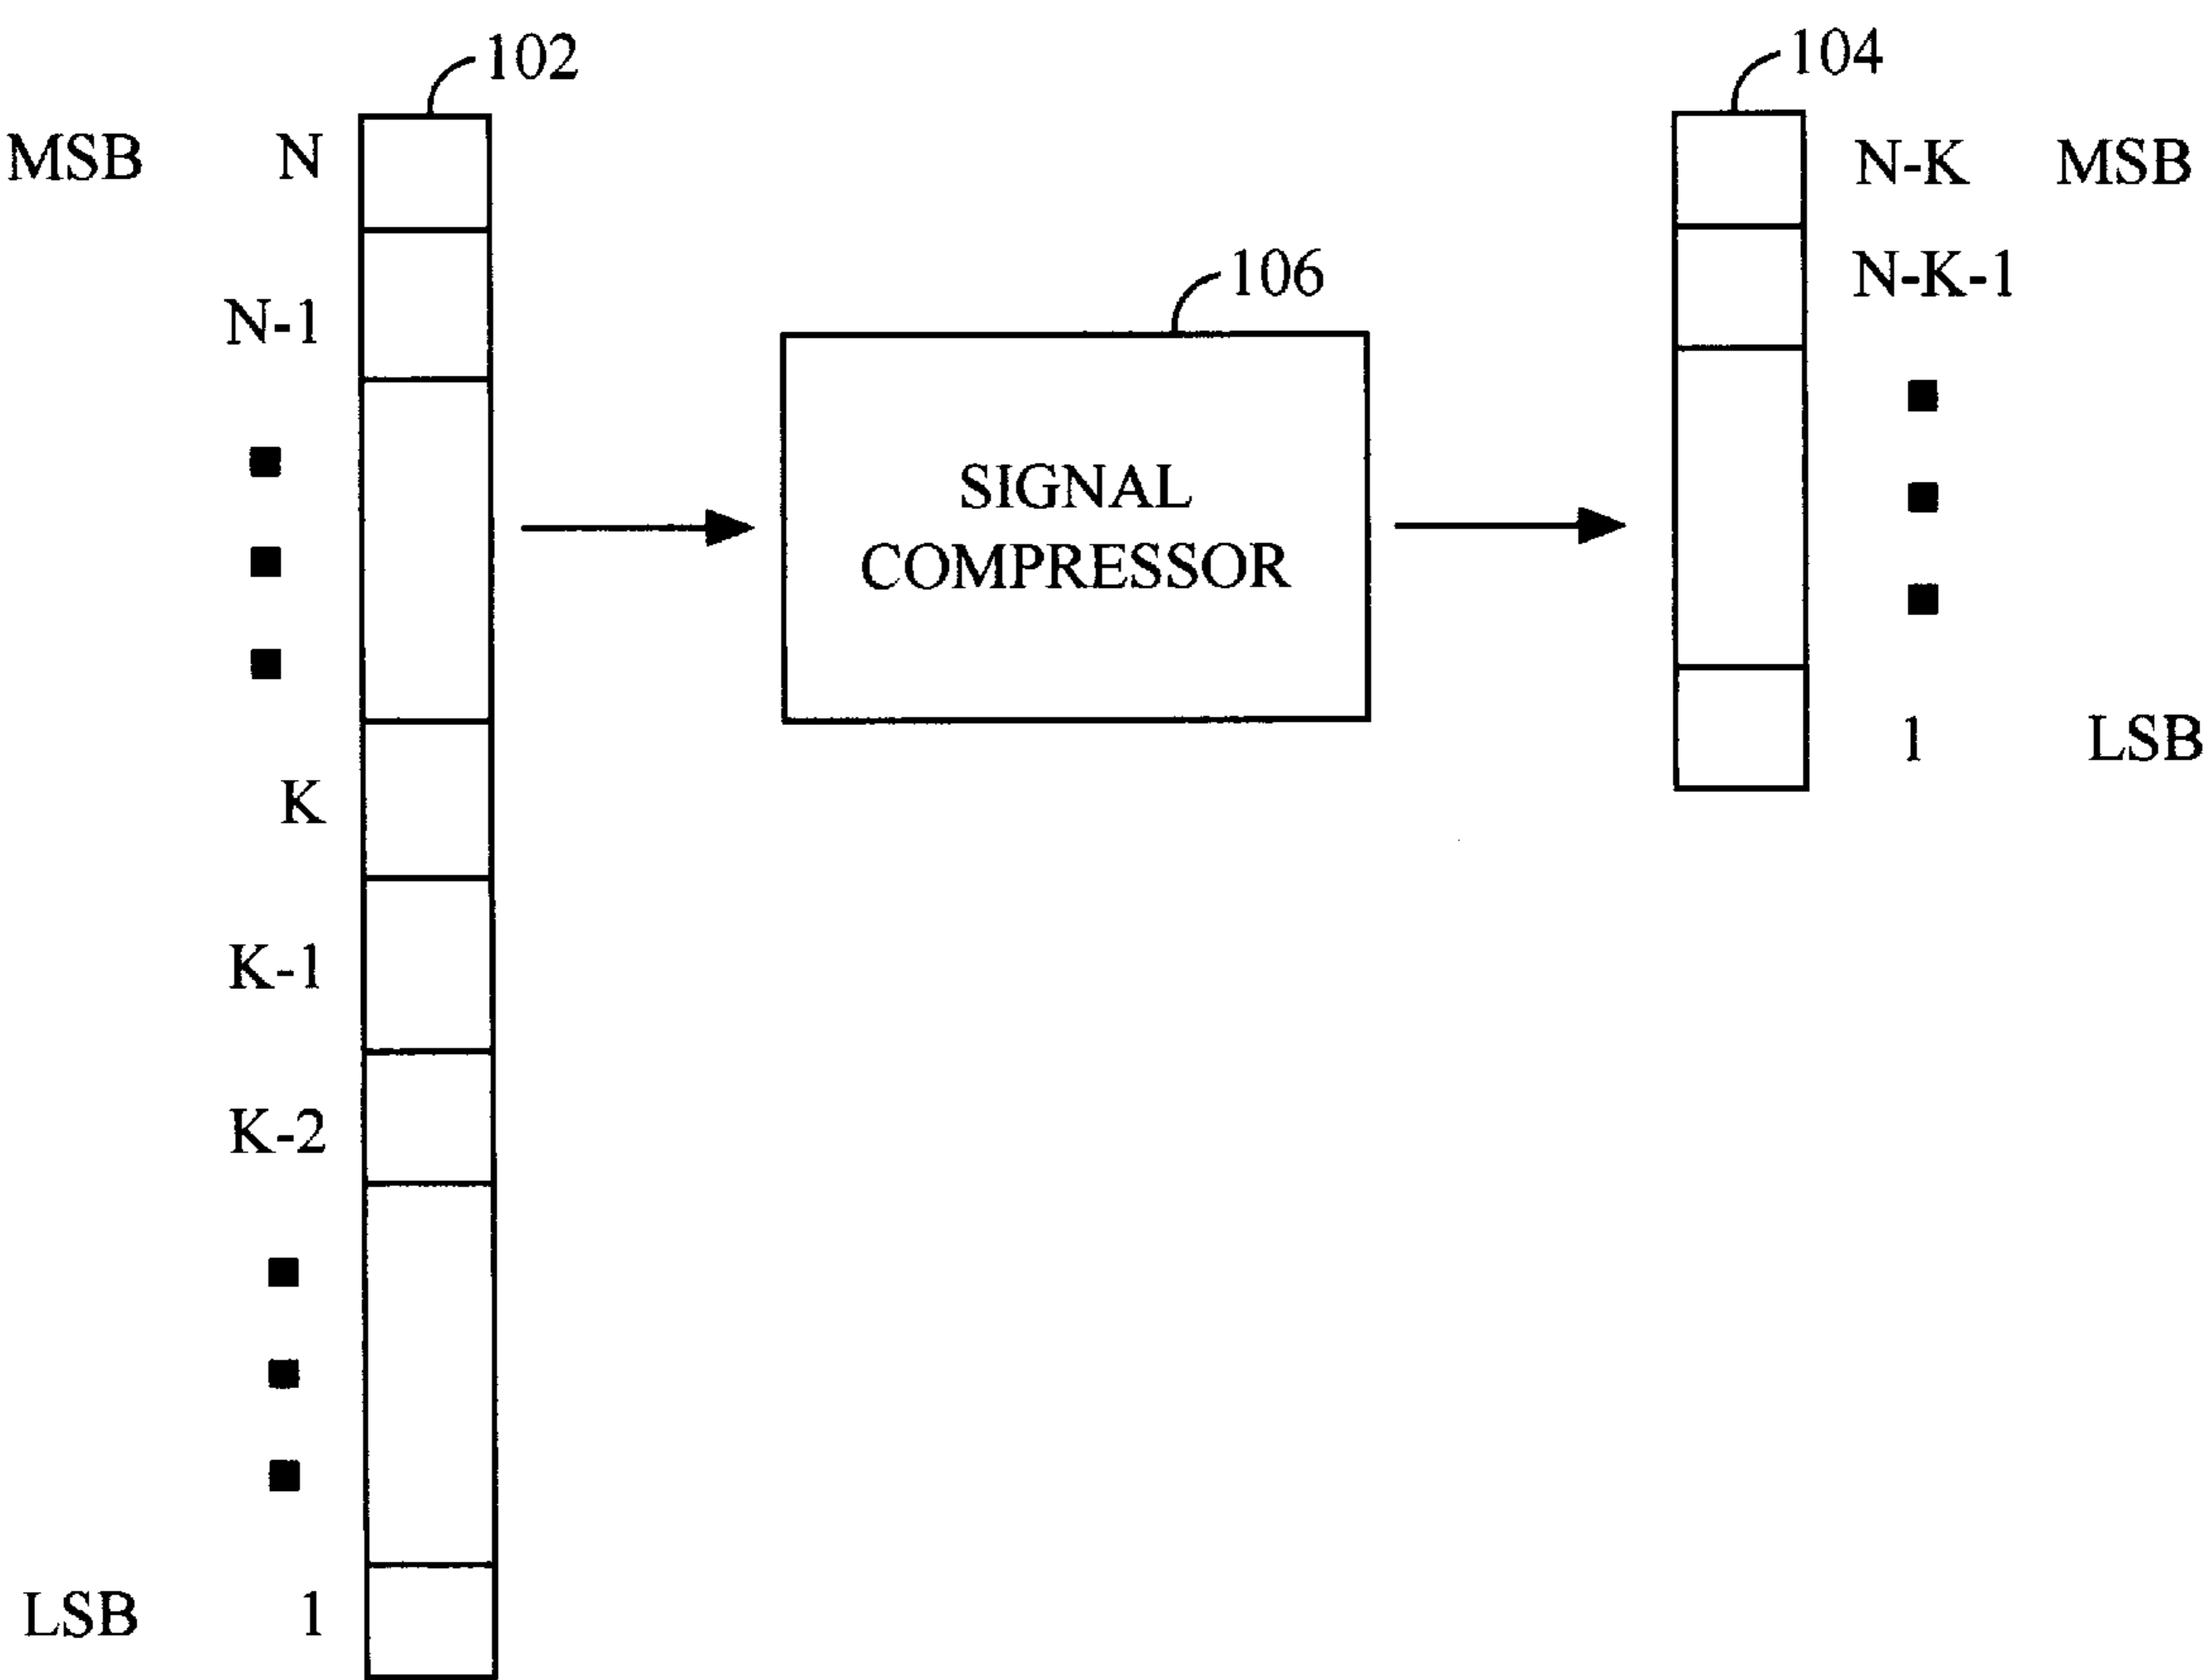 102
104
MSB N
N-K MSB
N-K-1
106
N-1
SIGNAL
COMPRESSOR
1 LSB
K
K-1
K-2
LSB 1